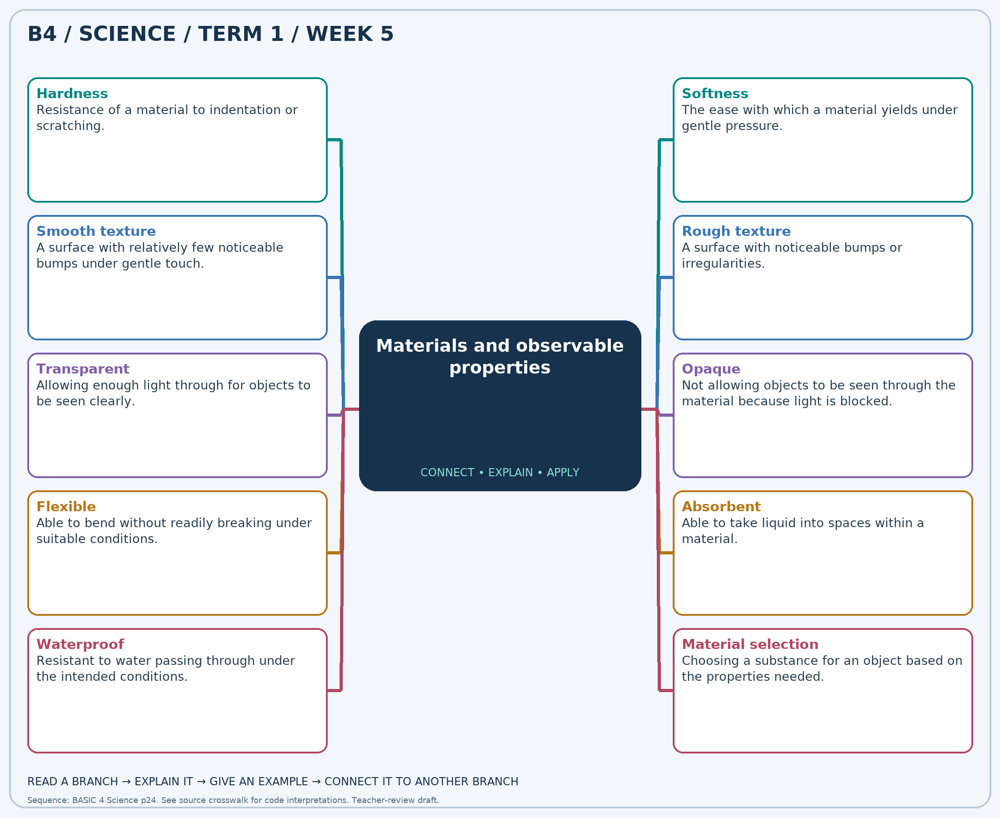 B4 / SCIENCE / TERM 1 / WEEK 5
Hardness
Resistance of a material to indentation or
scratching.
Smooth texture
A surface with relatively few noticeable
bumps under gentle touch.
Transparent
Allowing enough light through for objects to
be seen clearly.
Flexible
Able to bend without readily breaking under
suitable conditions.
Waterproof
Resistant to water passing through under
the intended conditions.
Materials and observable
properties
CONNECT • EXPLAIN • APPLY
Softness
The ease with which a material yields under
gentle pressure.
Rough texture
A surface with noticeable bumps or
irregularities.
Opaque
Not allowing objects to be seen through the
material because light is blocked.
Absorbent
Able to take liquid into spaces within a
material.
Material selection
Choosing a substance for an object based on
the properties needed.
READ A BRANCH → EXPLAIN IT → GIVE AN EXAMPLE → CONNECT IT TO ANOTHER BRANCH
Sequence: BASIC 4 Science p24. See source crosswalk for code interpretations. Teacher-review draft.